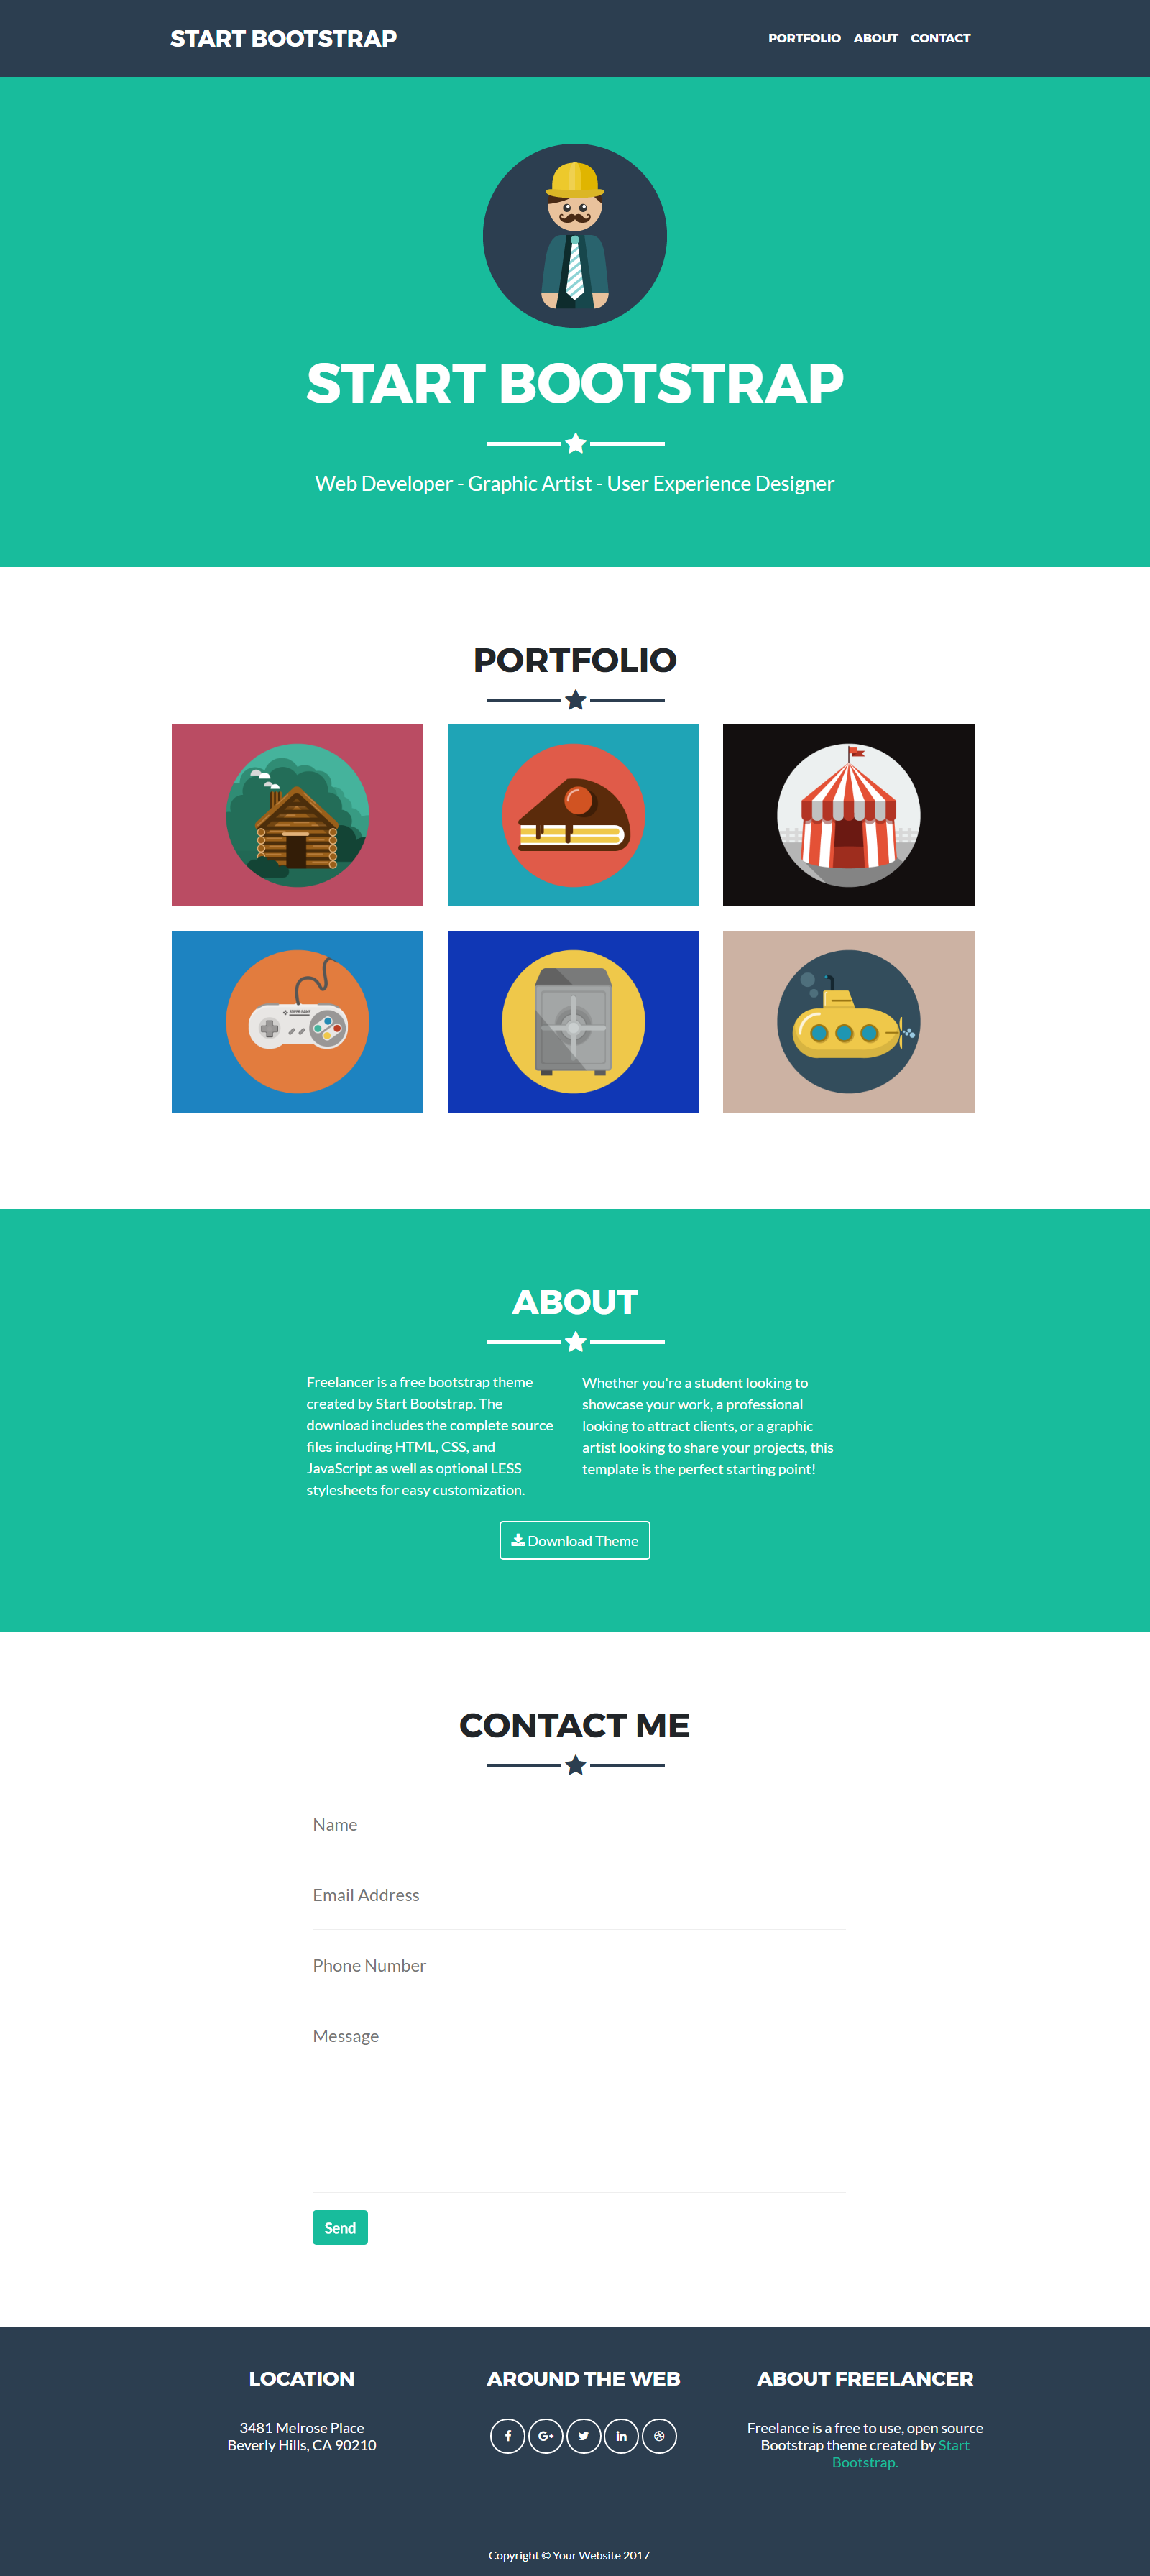 START BOOTSTRAP
PORTFOLIO ABOUT CONTACT
START BOOTSTRAP
Web Developer - Graphic Artist - User Experience Designer
PORTFOLIO
SUPER GAME
ABOUT
Freelancer is a free bootstrap theme
created by Start Bootstrap. The
download includes the complete source
files including HTML, CSS, and
JavaScript as well as optional LESS
stylesheets for easy customization.
Whether you're a student looking to
showcase your work, a professional
looking to attract clients, or a graphic
artist looking to share your projects, this
template is the perfect starting point!
Download Theme
CONTACT ME
Name
Email Address
Phone Number
Message
Send
LOCATION
3481 Melrose Place
Beverly Hills, CA 90210
AROUND THE WEB
ABOUT FREELANCER
Freelance is a free to use, open source
Bootstrap theme created by Start
Bootstrap.
Copyright © Your Website 2017